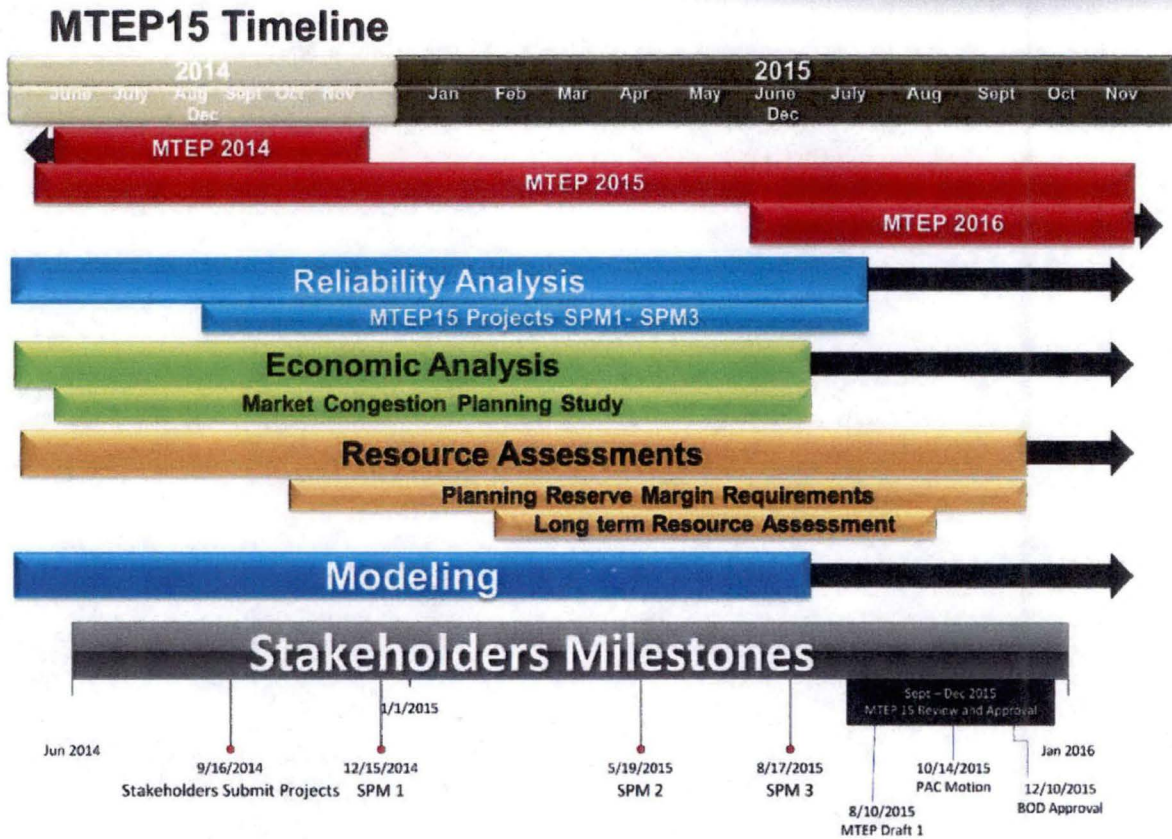 MTEP15 Timeline
2014 2015
June July Aug Sept Oct Nov Jan Feb Mar Apr May June July Aug Sept Oct Nov
Dec Dec
MTEP 2014
MTEP 2015
MTEP 2016
Reliability Analysis
MTEP15 Projects SPM1- SPM3
Economic Analysis
Market Congestion Planning Study
Resource Assessments
Planning Reserve Margin Requirements
Long term Resource Assessment
Modeling
Stakeholders Milestones
Sept – Dec 2015
MTEP 15 Review and Approval
1/1/2015
Jun 2014
Jan 2016
9/16/2014
Stakeholders Submit Projects
12/15/2014
SPM 1
5/19/2015
SPM 2
8/17/2015
SPM 3
8/10/2015
MTEP Draft 1
10/14/2015
PAC Motion
12/10/2015
BOD Approval